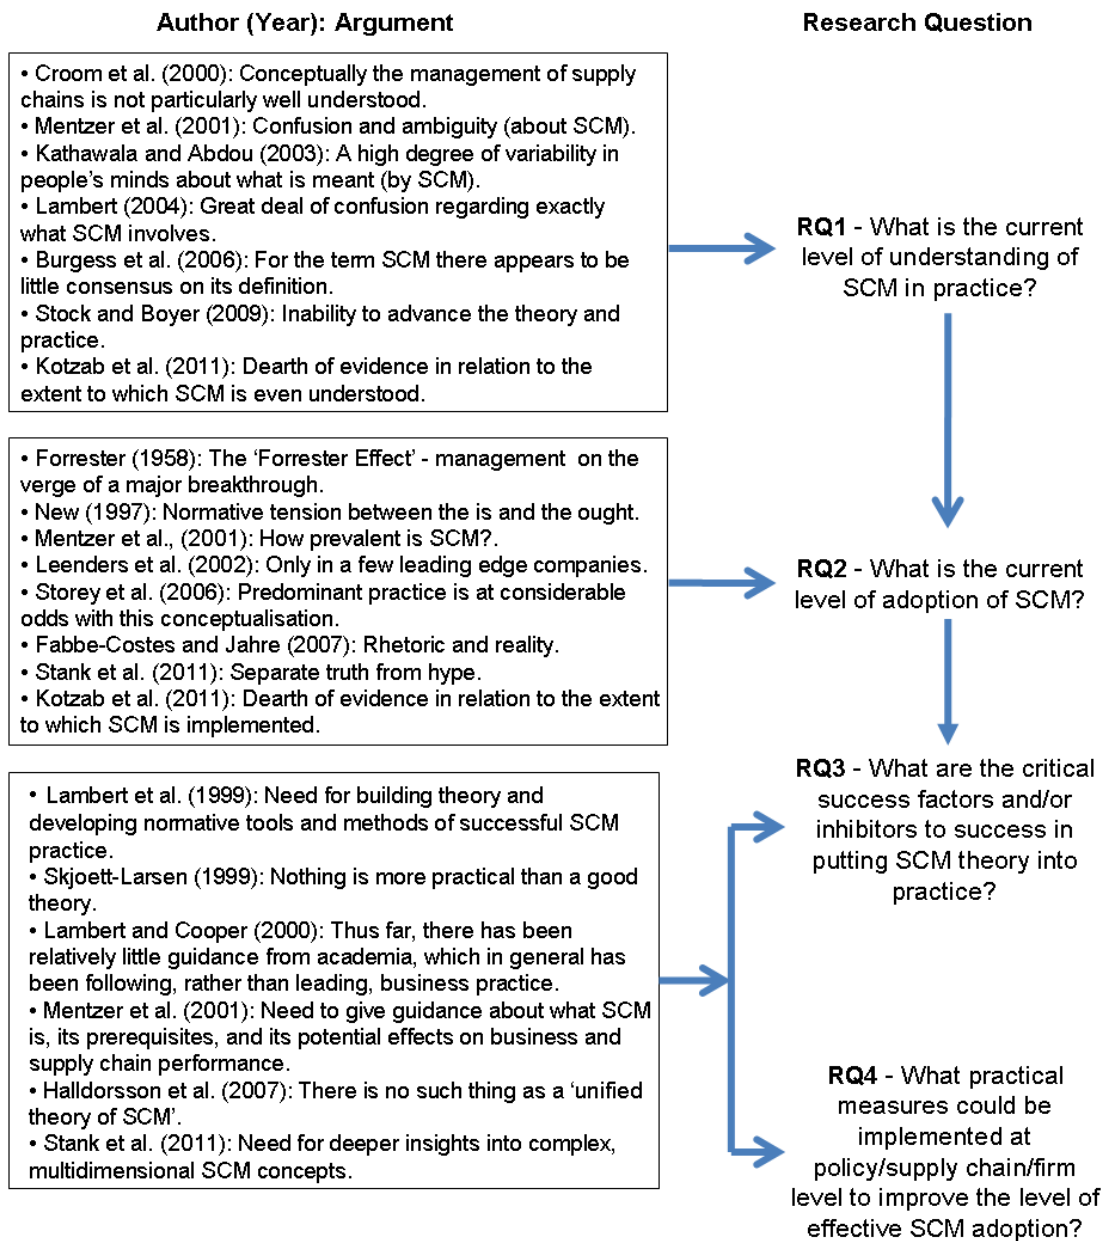 Author (Year): Argument
Research Question
• Croom et al. (2000): Conceptually the management of supply
chains is not particularly well understood.
• Mentzer et al. (2001): Confusion and ambiguity (about SCM).
• Kathawala and Abdou (2003): A high degree of variability in
people's minds about what is meant (by SCM).
• Lambert (2004): Great deal of confusion regarding exactly
what SCM involves.
• Burgess et al. (2006): For the term SCM there appears to be
little consensus on its definition.
• Stock and Boyer (2009): Inability to advance the theory and
practice.
• Kotzab et al. (2011): Dearth of evidence in relation to the
extent to which SCM is even understood.
RQ1 - What is the current
level of understanding of
SCM in practice?
• Forrester (1958): The ‘Forrester Effect’ - management on the
verge of a major breakthrough.
• New (1997): Normative tension between the is and the ought.
• Mentzer et al., (2001): How prevalent is SCM?.
• Leenders et al. (2002): Only in a few leading edge companies.
• Storey et al. (2006): Predominant practice is at considerable
odds with this conceptualisation.
• Fabbe-Costes and Jahre (2007): Rhetoric and reality.
• Stank et al. (2011): Separate truth from hype.
• Kotzab et al. (2011): Dearth of evidence in relation to the extent
to which SCM is implemented.
RQ2 - What is the current
level of adoption of SCM?
• Lambert et al. (1999): Need for building theory and
developing normative tools and methods of successful SCM
practice.
• Skjoett-Larsen (1999): Nothing is more practical than a good
theory.
• Lambert and Cooper (2000): Thus far, there has been
relatively little guidance from academia, which in general has
been following, rather than leading, business practice.
• Mentzer et al. (2001): Need to give guidance about what SCM
is, its prerequisites, and its potential effects on business and
supply chain performance.
• Halldorsson et al. (2007): There is no such thing as a ‘unified
theory of SCM’.
• Stank et al. (2011): Need for deeper insights into complex,
multidimensional SCM concepts.
RQ3 - What are the critical
success factors and/or
inhibitors to success in
putting SCM theory into
practice?
RQ4 - What practical
measures could be
implemented at
policy/supply chain/firm
level to improve the level of
effective SCM adoption?